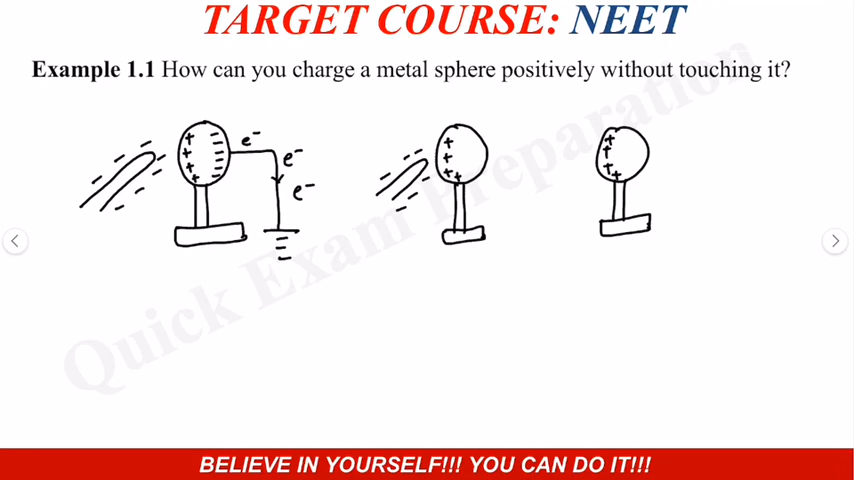 TARGET COURSE: NEET
Example 1.1 How can you charge a metal sphere positively without touching it?
e⁻
e⁻
e⁻
Quick Exam Preparation
BELIEVE IN YOURSELF!!! YOU CAN DO IT!!!